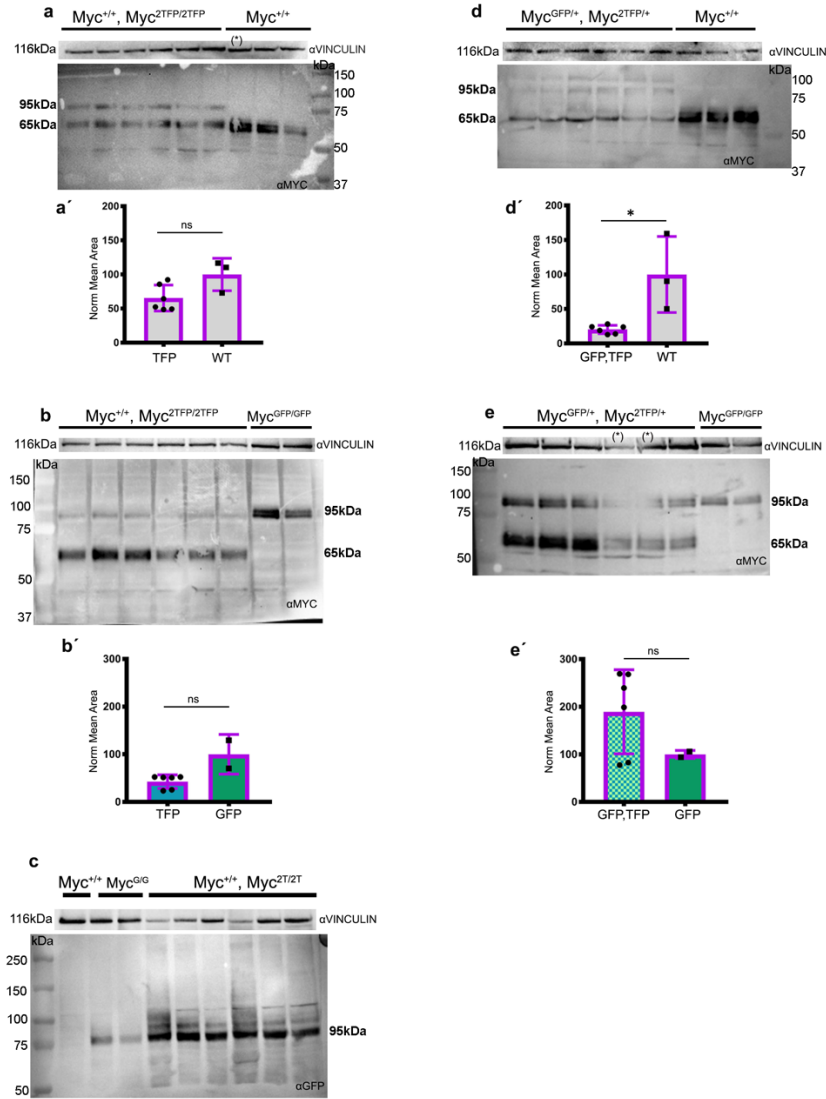 a
Myc+/+, Myc2TFP/2TFP Myc+/+
(*)
116kDa αVINCULIN
kDa
150
100
95kDa
75
65kDa
50
37
αMYC
a´
ns
Norm Mean Area
200
150
100
50
0
TFP WT
d
MycGFP/+, Myc2TFP/+ Myc+/+
116kDa αVINCULIN
kDa
100
95kDa
75
65kDa
50
37
αMYC
d´
*
Norm Mean Area
200
150
100
50
0
GFP,TFP WT
b
Myc+/+, Myc2TFP/2TFP MycGFP/GFP
116kDa αVINCULIN
kDa
150
100
95kDa
75
65kDa
50
37
αMYC
b´
ns
Norm Mean Area
300
200
100
0
TFP GFP
e
MycGFP/+, Myc2TFP/+ MycGFP/GFP
(*) (*)
116kDa αVINCULIN
kDa
150
100
95kDa
75
65kDa
50
αMYC
e´
ns
Norm Mean Area
300
200
100
0
GFP,TFP GFP
c
Myc+/+ MycG/G Myc+/+, Myc2T/2T
116kDa αVINCULIN
kDa
250
150
100
95kDa
75
50
αGFP